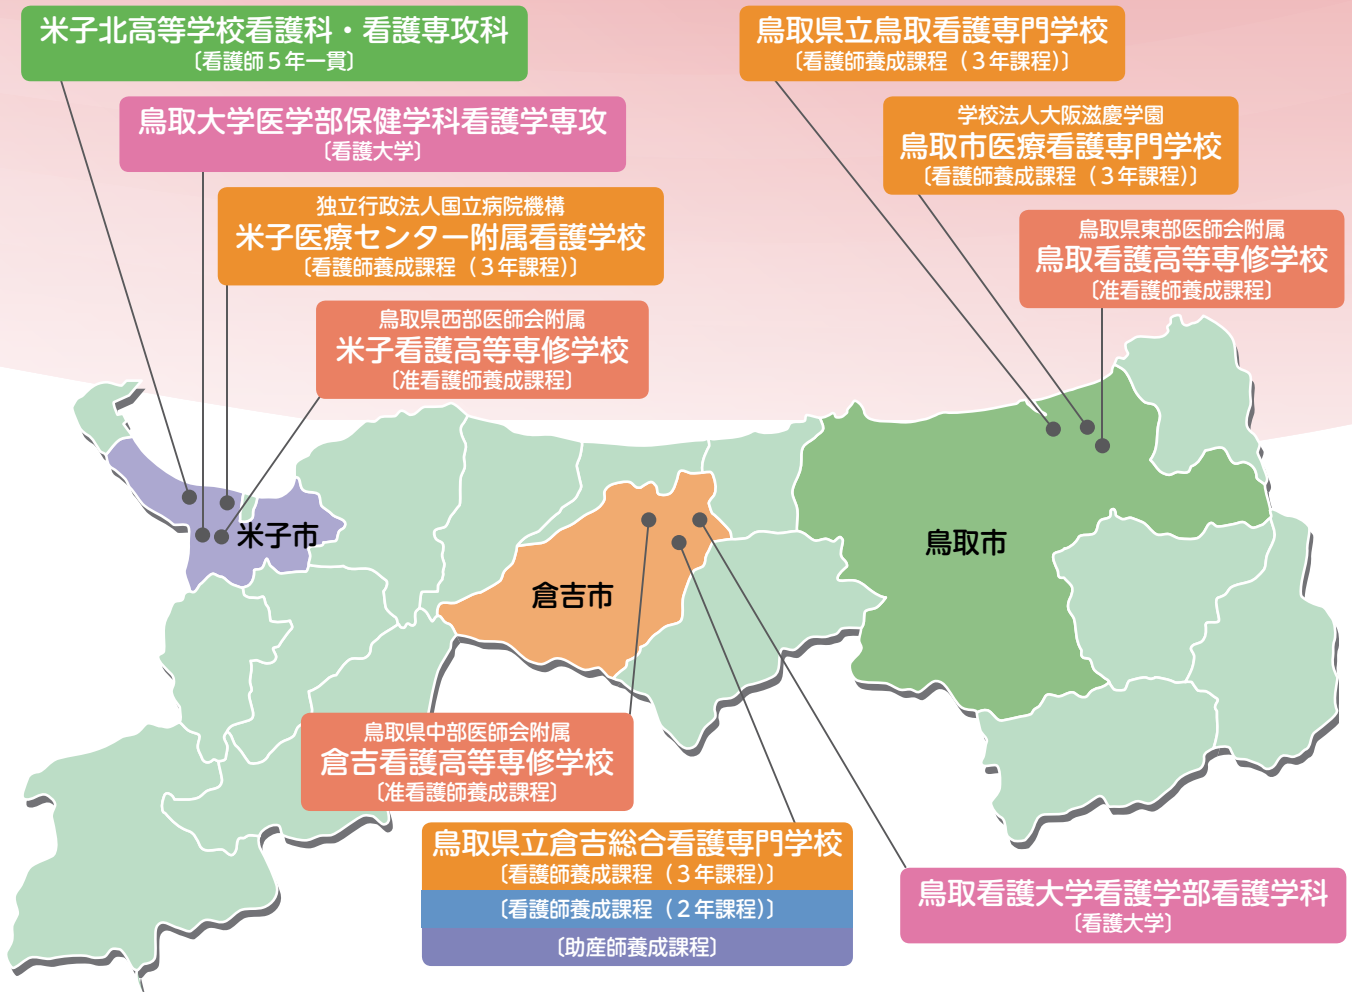 米子北高等学校看護科・看護専攻科
〔看護師５年一貫〕
鳥取大学医学部保健学科看護学専攻
〔看護大学〕
独立行政法人国立病院機構
米子医療センター附属看護学校
〔看護師養成課程（３年課程）〕
鳥取県西部医師会附属
米子看護高等専修学校
〔准看護師養成課程〕
鳥取県立鳥取看護専門学校
〔看護師養成課程（３年課程）〕
学校法人大阪滋慶学園
鳥取市医療看護専門学校
〔看護師養成課程（３年課程）〕
鳥取県東部医師会附属
鳥取看護高等専修学校
〔准看護師養成課程〕
米子市
倉吉市
鳥取市
鳥取県中部医師会附属
倉吉看護高等専修学校
〔准看護師養成課程〕
鳥取県立倉吉総合看護専門学校
〔看護師養成課程（３年課程）〕
〔看護師養成課程（２年課程）〕
〔助産師養成課程〕
鳥取看護大学看護学部看護学科
〔看護大学〕